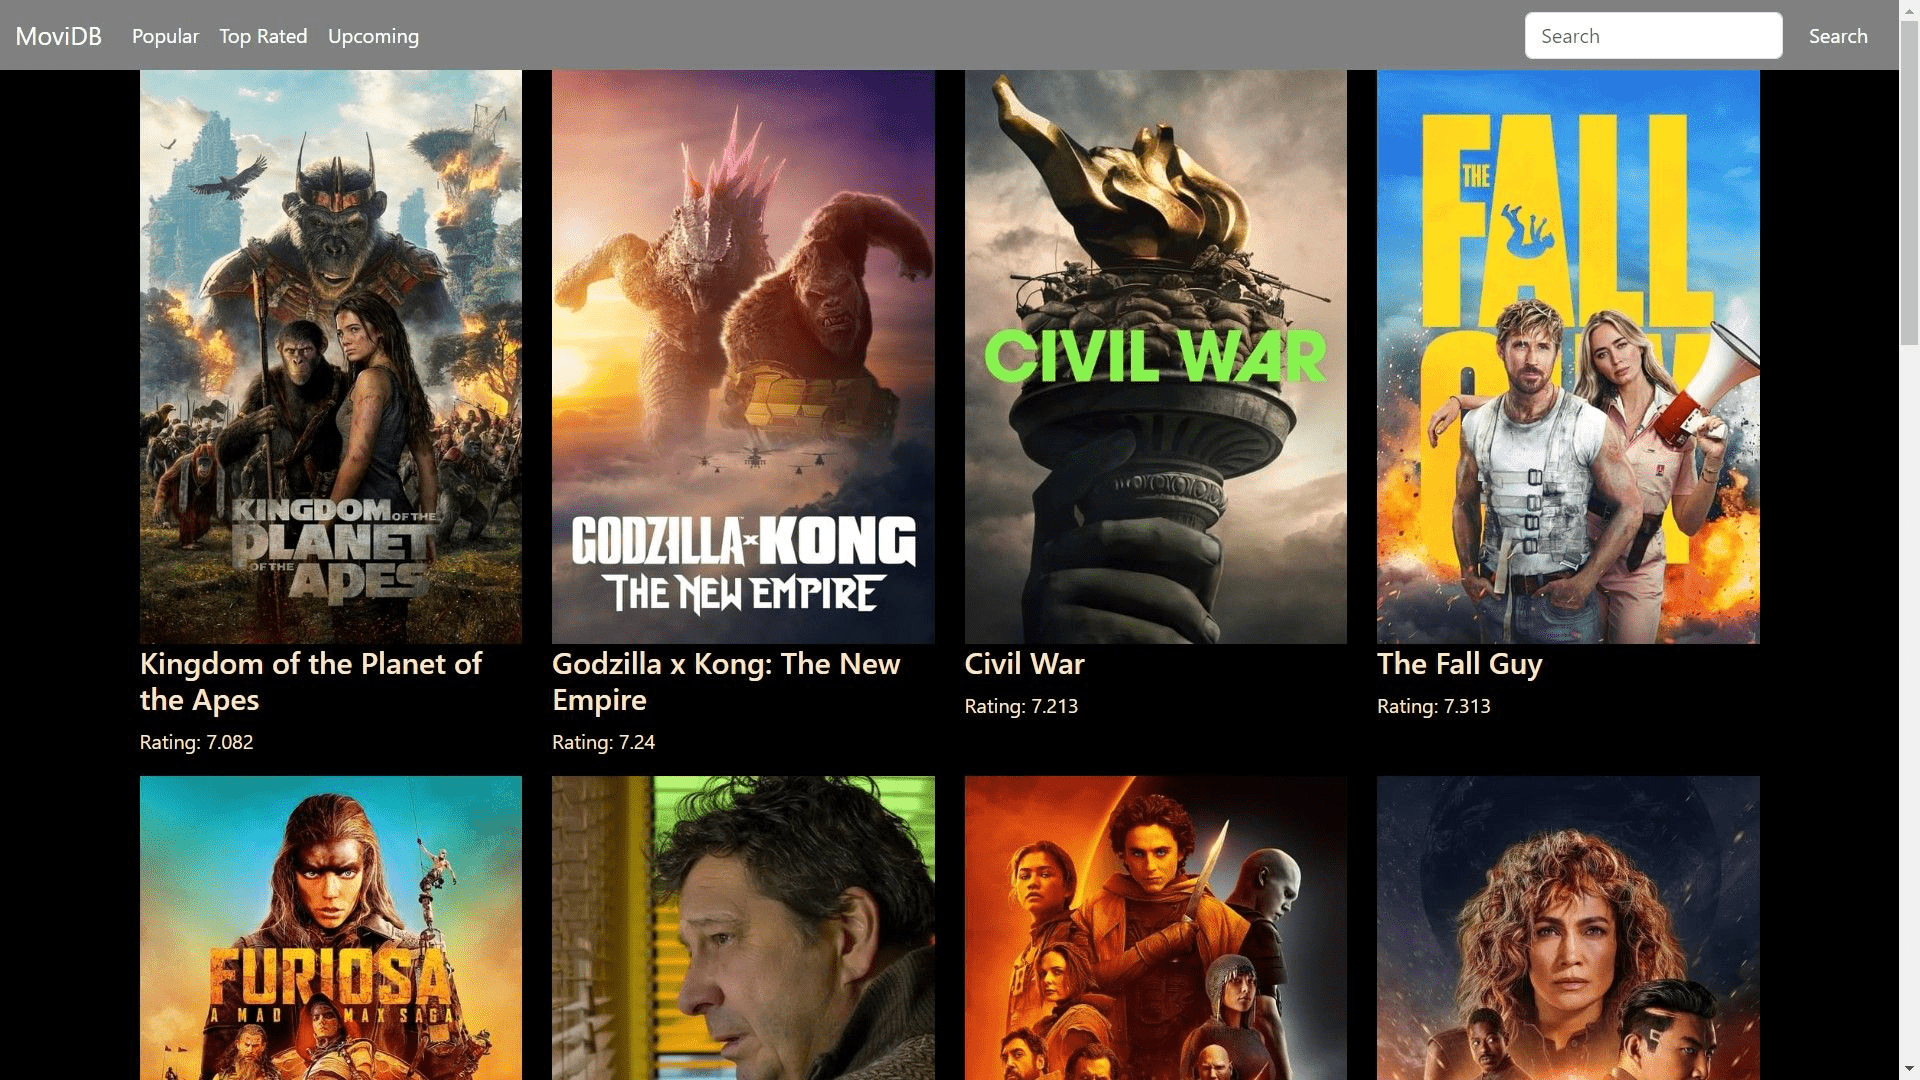 MoviDB
Popular
Top Rated
Upcoming
Search
Search
KINGDOM OF THE
PLANET
OF THE APES
GODZILLA x KONG
THE NEW EMPIRE
CIVIL WAR
THE
FALL
GUY
Kingdom of the Planet of
the Apes
Rating: 7.082
Godzilla x Kong: The New
Empire
Rating: 7.24
Civil War
Rating: 7.213
The Fall Guy
Rating: 7.313
FURIOSA
A MAD MAX SAGA